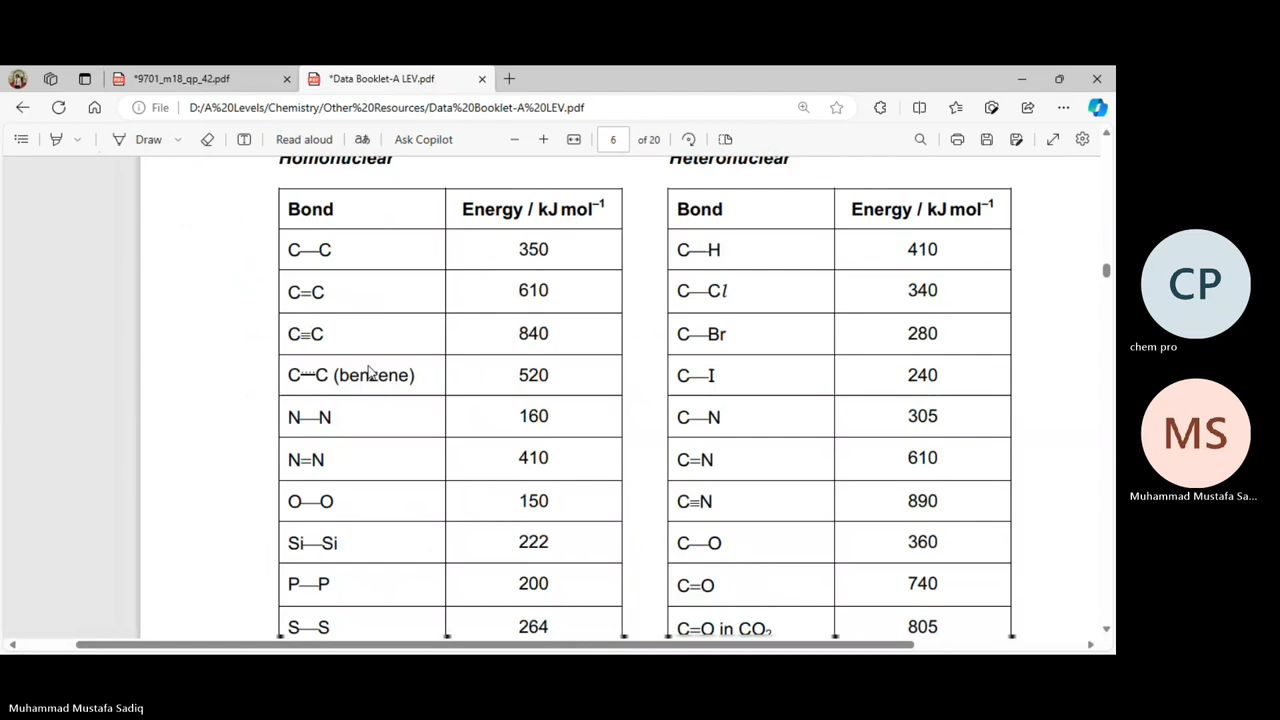 *9701_m18_qp_42.pdf
*Data Booklet-A LEV.pdf
File
D:/A%20Levels/Chemistry/Other%20Resources/Data%20Booklet-A%20LEV.pdf
Draw
Read aloud
aあ
Ask Copilot
6
of 20
Homonuclear
Heteronuclear
Bond Energy / kJ mol⁻¹
C—C 350
C=C 610
C≡C 840
C┉C (benzene) 520
N—N 160
N=N 410
O—O 150
Si—Si 222
P—P 200
S—S 264
Bond Energy / kJ mol⁻¹
C—H 410
C—Cl 340
C—Br 280
C—I 240
C—N 305
C=N 610
C≡N 890
C—O 360
C=O 740
C=O in CO₂ 805
CP
chem pro
MS
Muhammad Mustafa Sa...
Muhammad Mustafa Sadiq